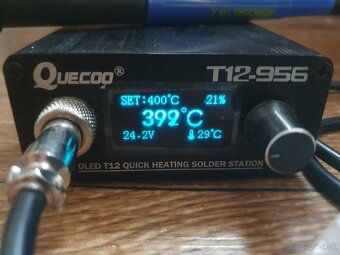 QUECOO®
T12-956
SET:400℃ 21%
392℃
24.2V 29℃
OLED T12 QUICK HEATING SOLDER STATION